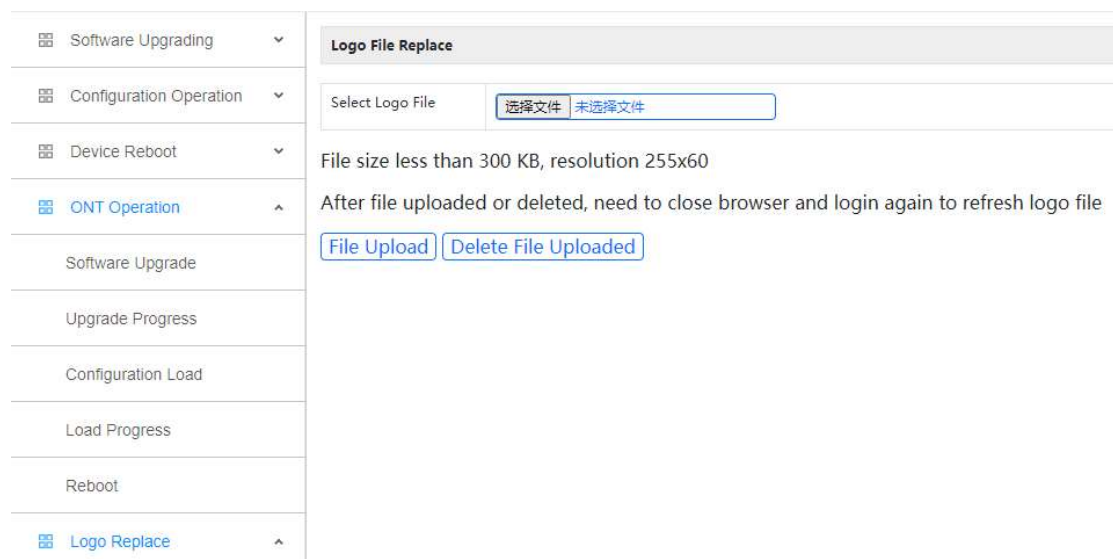 Software Upgrading
Configuration Operation
Device Reboot
ONT Operation
Software Upgrade
Upgrade Progress
Configuration Load
Load Progress
Reboot
Logo Replace
Logo File Replace
Select Logo File 选择文件 未选择文件
File size less than 300 KB, resolution 255x60
After file uploaded or deleted, need to close browser and login again to refresh logo file
File Upload Delete File Uploaded